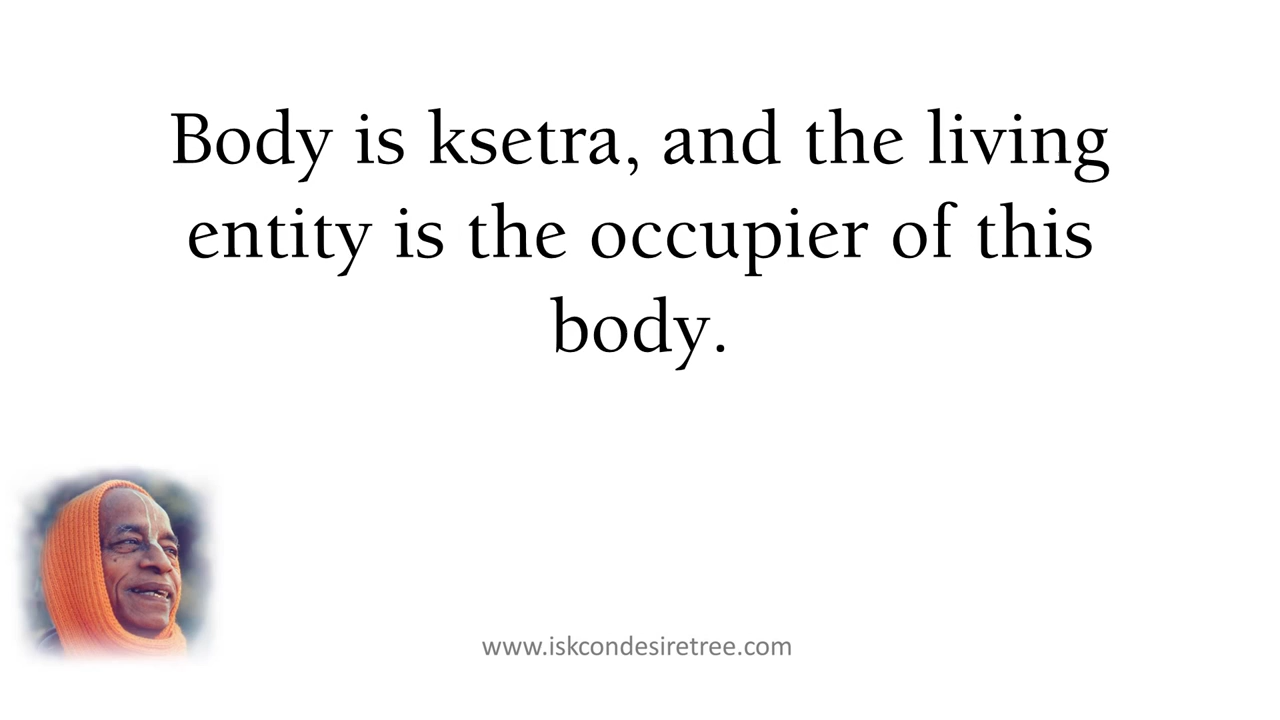 Body is ksetra, and the living
entity is the occupier of this
body.
www.iskcondesiretree.com